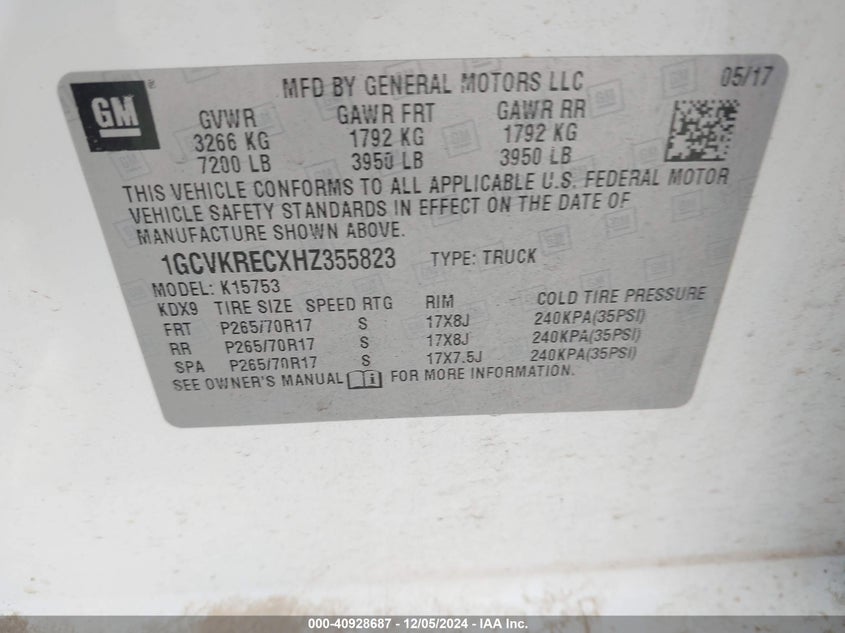 GM ® MFD BY GENERAL MOTORS LLC 05/17
GVWR GAWR FRT GAWR RR
3266 KG 1792 KG 1792 KG
7200 LB 3950 LB 3950 LB
THIS VEHICLE CONFORMS TO ALL APPLICABLE U.S. FEDERAL MOTOR
VEHICLE SAFETY STANDARDS IN EFFECT ON THE DATE OF
MANUFACTURE SHOWN ABOVE.
1GCVKRECXHZ355823 TYPE: TRUCK
MODEL: K15753
KDX9 TIRE SIZE SPEED RTG RIM COLD TIRE PRESSURE
FRT P265/70R17 S 17X8J 240KPA(35PSI)
RR P265/70R17 S 17X8J 240KPA(35PSI)
SPA P265/70R17 S 17X7.5J 240KPA(35PSI)
SEE OWNER'S MANUAL FOR MORE INFORMATION.
000-40928687 - 12/05/2024 - IAA Inc.